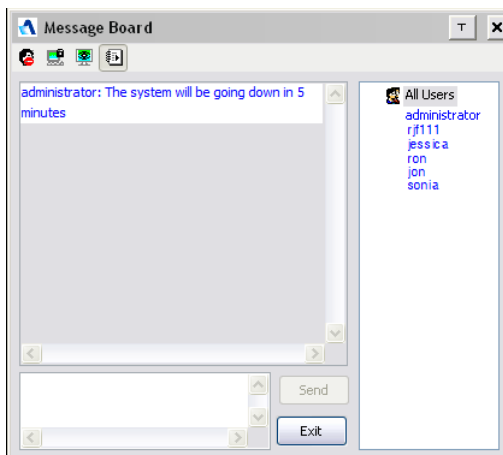 Message Board
T
administrator: The system will be going down in 5
minutes
All Users
administrator
rjf111
jessica
ron
jon
sonia
Send
Exit